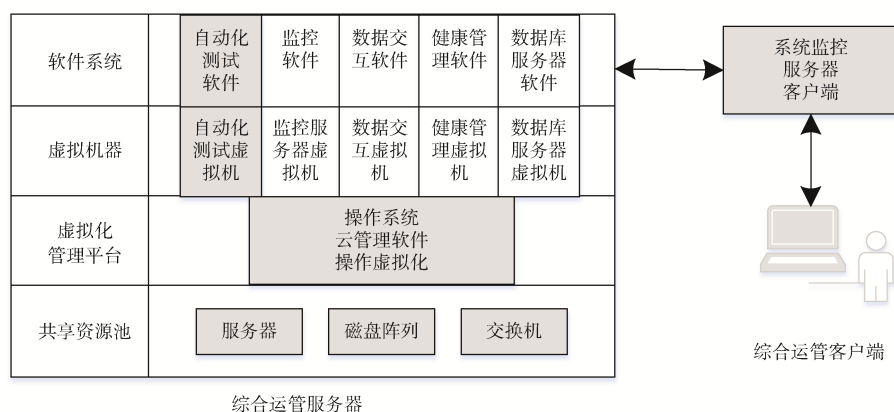 软件系统
自动化
测试
软件
监控
软件
数据交
互软件
健康管
理软件
数据库
服务器
软件
虚拟机器
自动化
测试虚
拟机
监控服
务器虚
拟机
数据交
互虚拟
机
健康管
理虚拟
机
数据库
服务器
虚拟机
虚拟化
管理平台
操作系统
云管理软件
操作虚拟化
共享资源池
服务器
磁盘阵列
交换机
综合运管服务器
系统监控
服务器
客户端
综合运管客户端